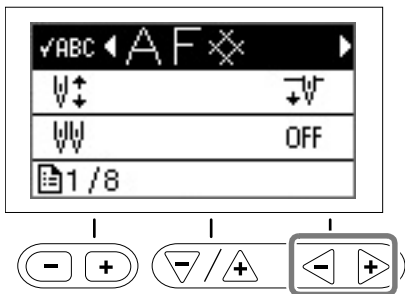 ✓ABC A F
OFF
1/8
- + - / + - +